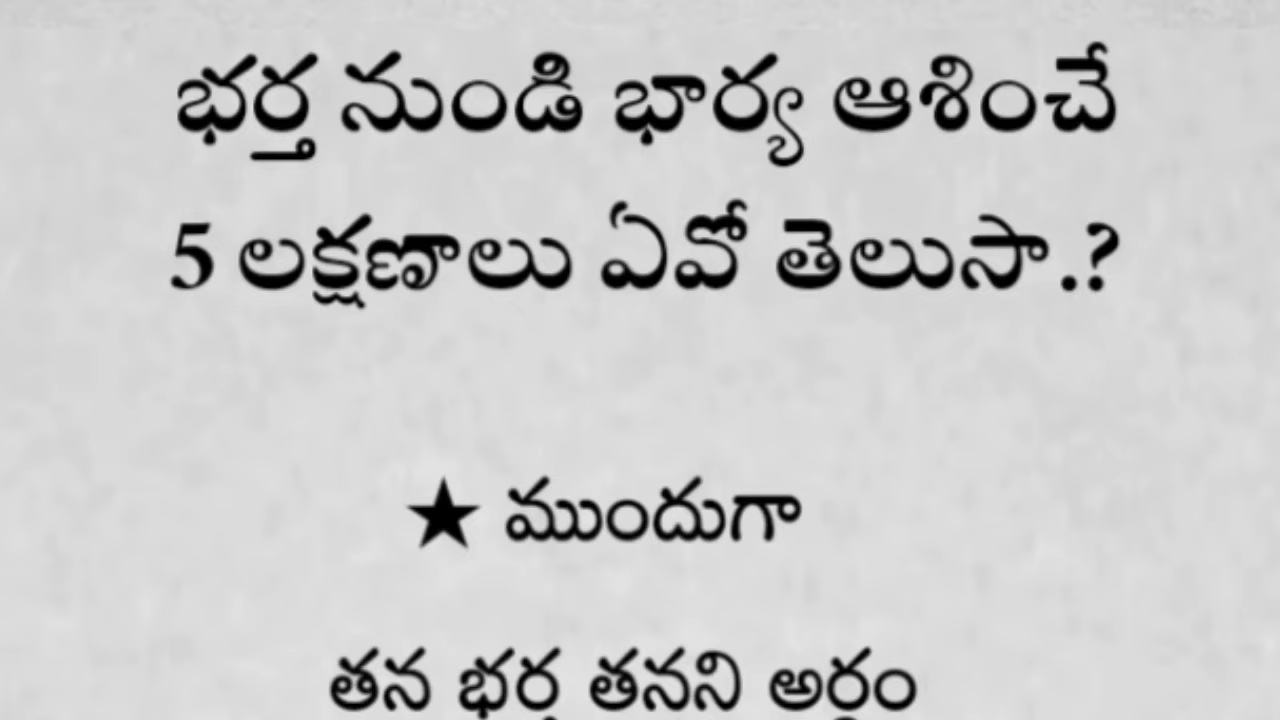 భర్త నుండి భార్య ఆశించే
5 లక్షణాలు ఏవో తెలుసా.?
★ ముందుగా
తన భర్త తనని అర్థం